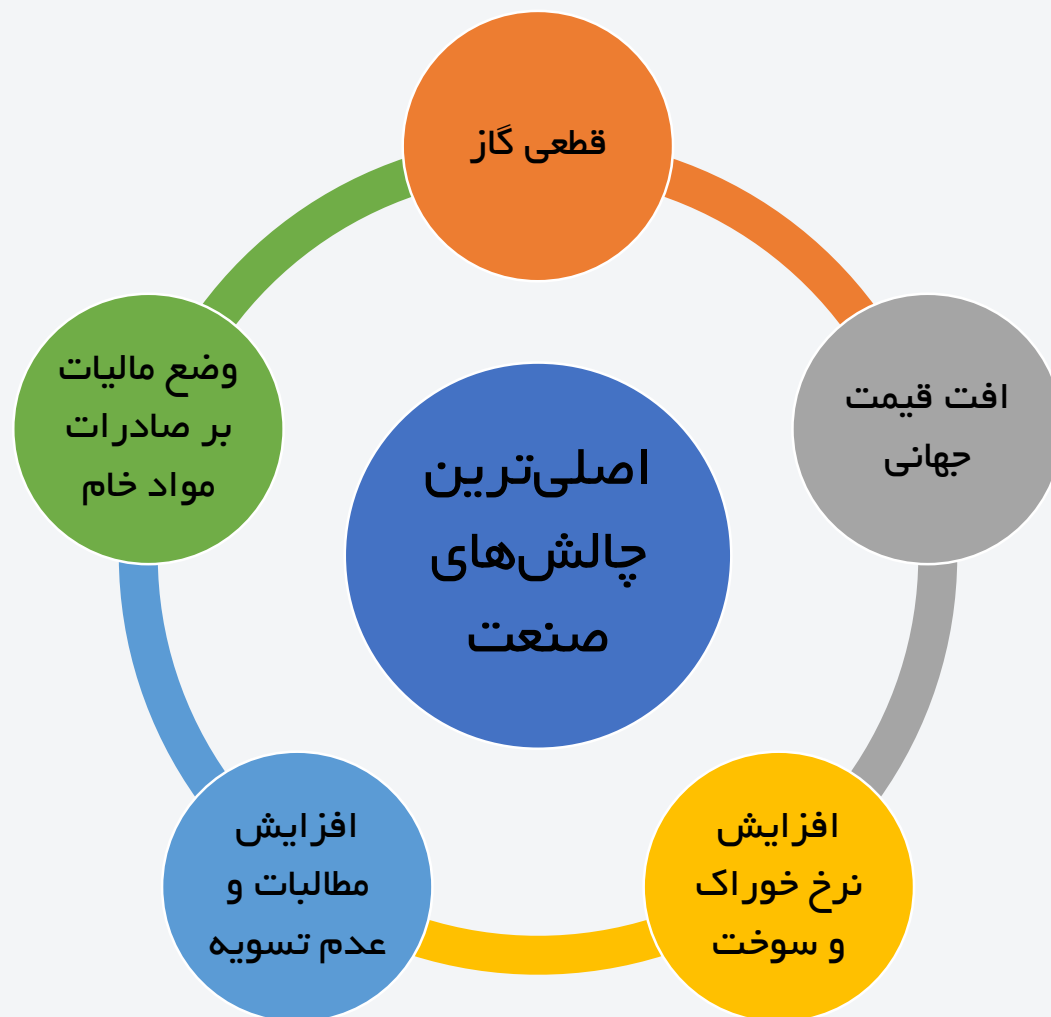 قطعی گاز
افت قیمت
جهانی
افزایش
نرخ خوراک
و سوخت
افزایش
مطالبات و
عدم تسویه
وضع مالیات
بر صادرات
مواد خام
اصلی‌ترین
چالش‌های
صنعت